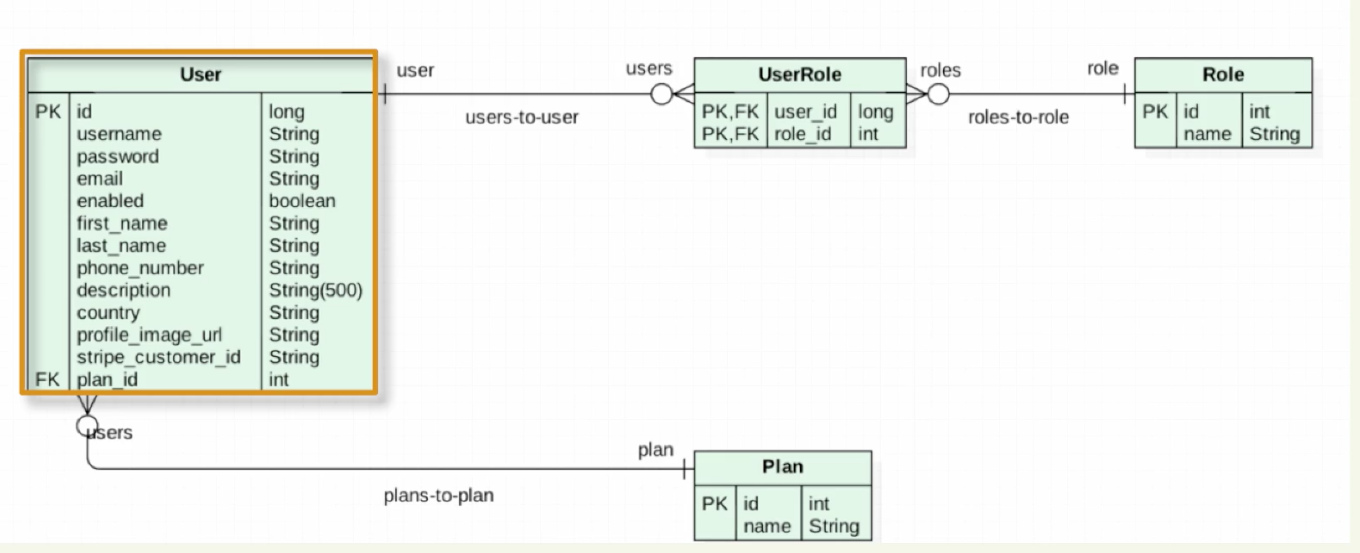 User
PK id long
username String
password String
email String
enabled boolean
first_name String
last_name String
phone_number String
description String(500)
country String
profile_image_url String
stripe_customer_id String
FK plan_id int
user
users-to-user
users
UserRole
PK,FK user_id long
PK,FK role_id int
roles
roles-to-role
role
Role
PK id int
name String
users
plans-to-plan
plan
Plan
PK id int
name String